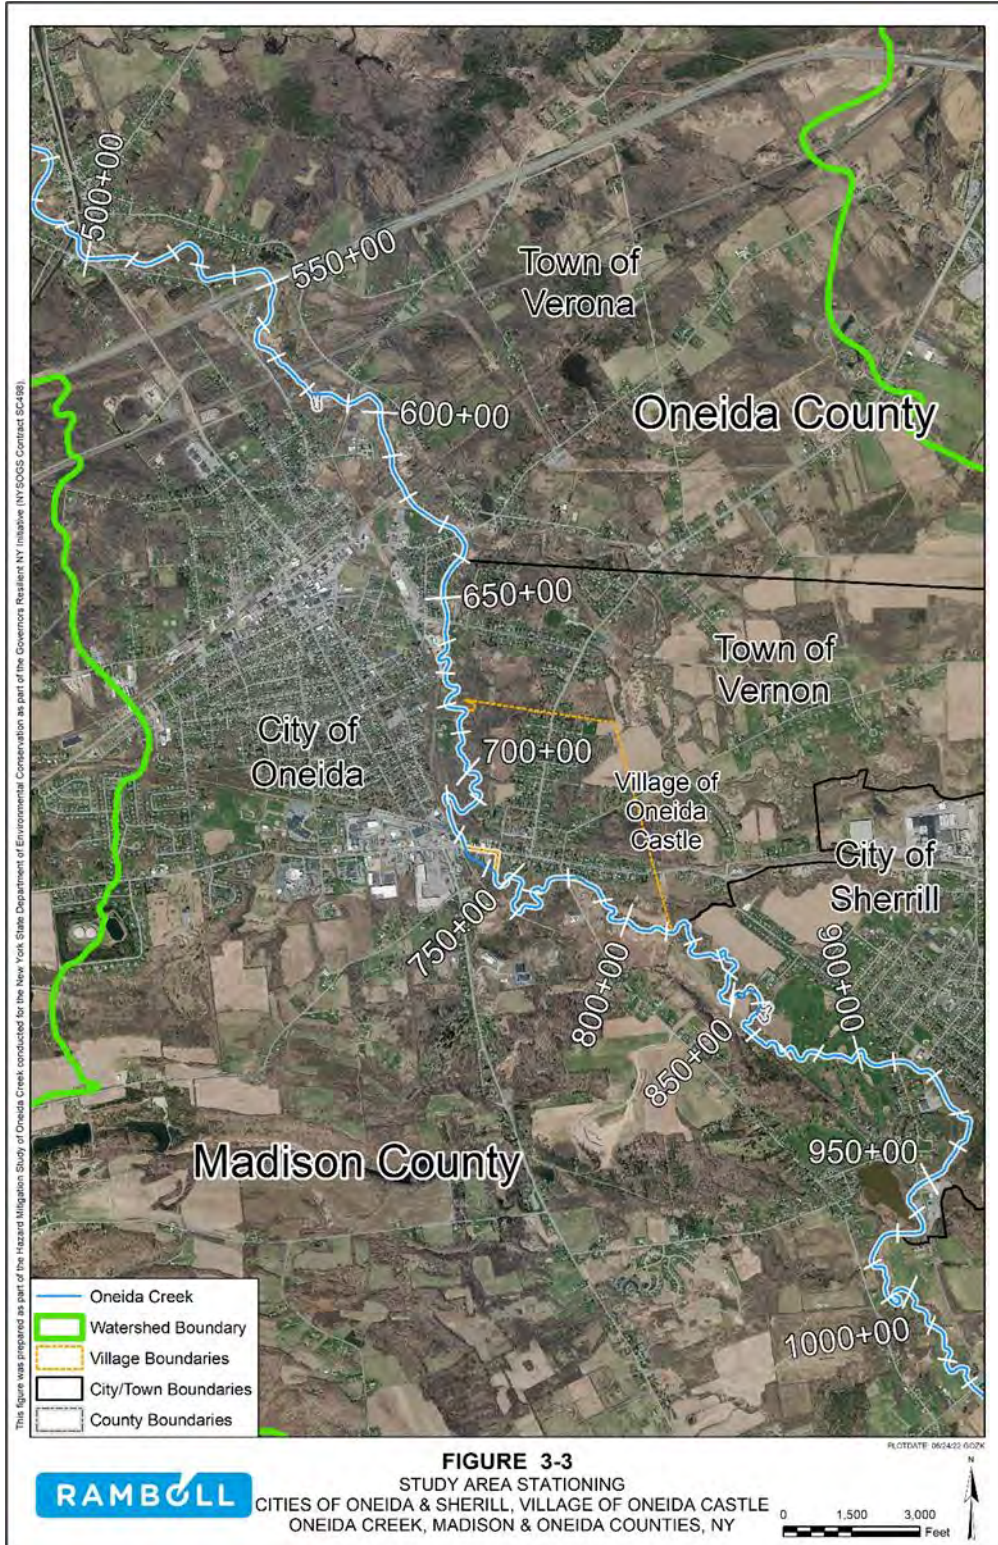 500+00
550+00
Town of
Verona
600+00
Oneida County
650+00
Town of
Vernon
City of
Oneida
700+00
Village of
Oneida
Castle
City of
Sherrill
750+00
800+00
850+00
900+00
950+00
Madison County
1000+00
Oneida Creek
Watershed Boundary
Village Boundaries
City/Town Boundaries
County Boundaries
This figure was prepared as part of the Hazard Mitigation Study of Oneida Creek conducted for the New York State Department of Environmental Conservation as part of the Governors Resilient NY Initiative (NYSOGS Contract SC498).
PLOTDATE: 06/24/22 GOZK
RAMBOLL
FIGURE 3-3
STUDY AREA STATIONING
CITIES OF ONEIDA & SHERILL, VILLAGE OF ONEIDA CASTLE
ONEIDA CREEK, MADISON & ONEIDA COUNTIES, NY
N
0 1,500 3,000
Feet